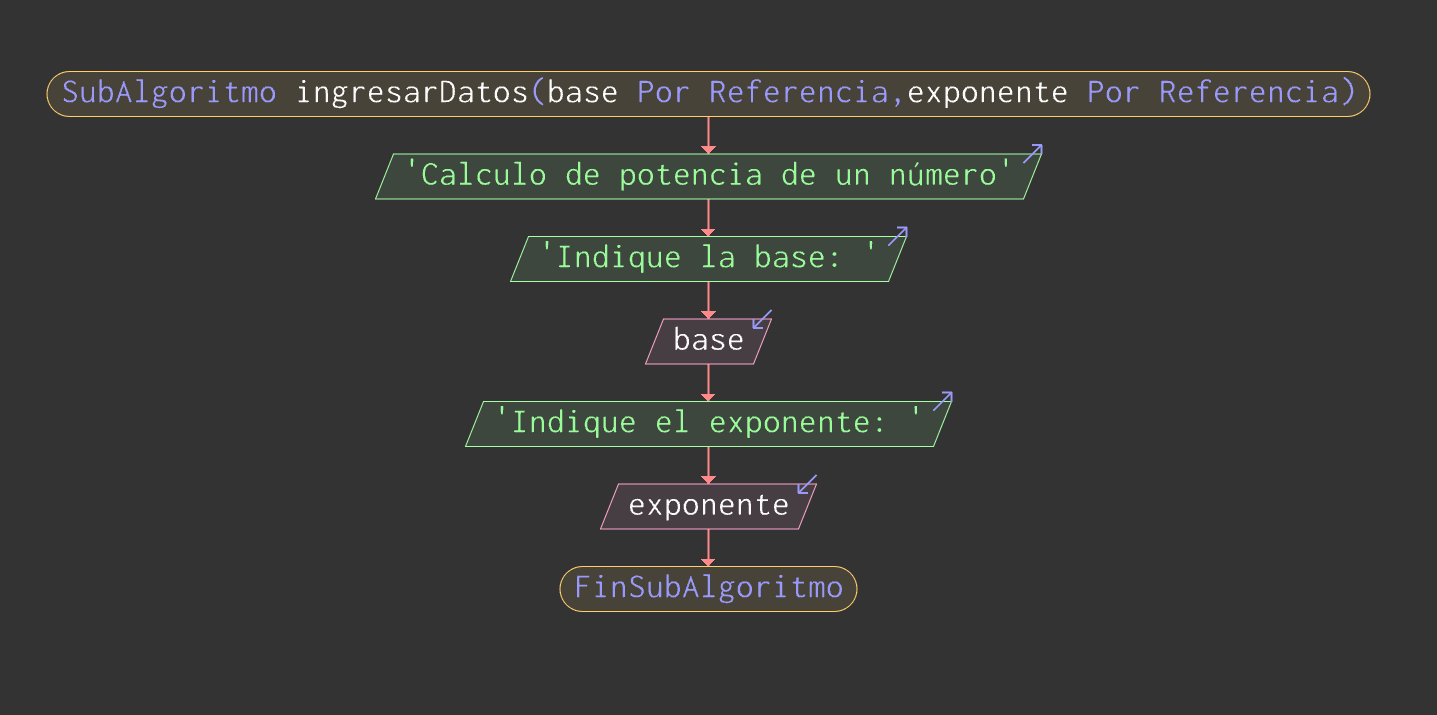 SubAlgoritmo ingresarDatos(base Por Referencia,exponente Por Referencia)
'Calculo de potencia de un número'
'Indique la base: '
base
'Indique el exponente: '
exponente
FinSubAlgoritmo